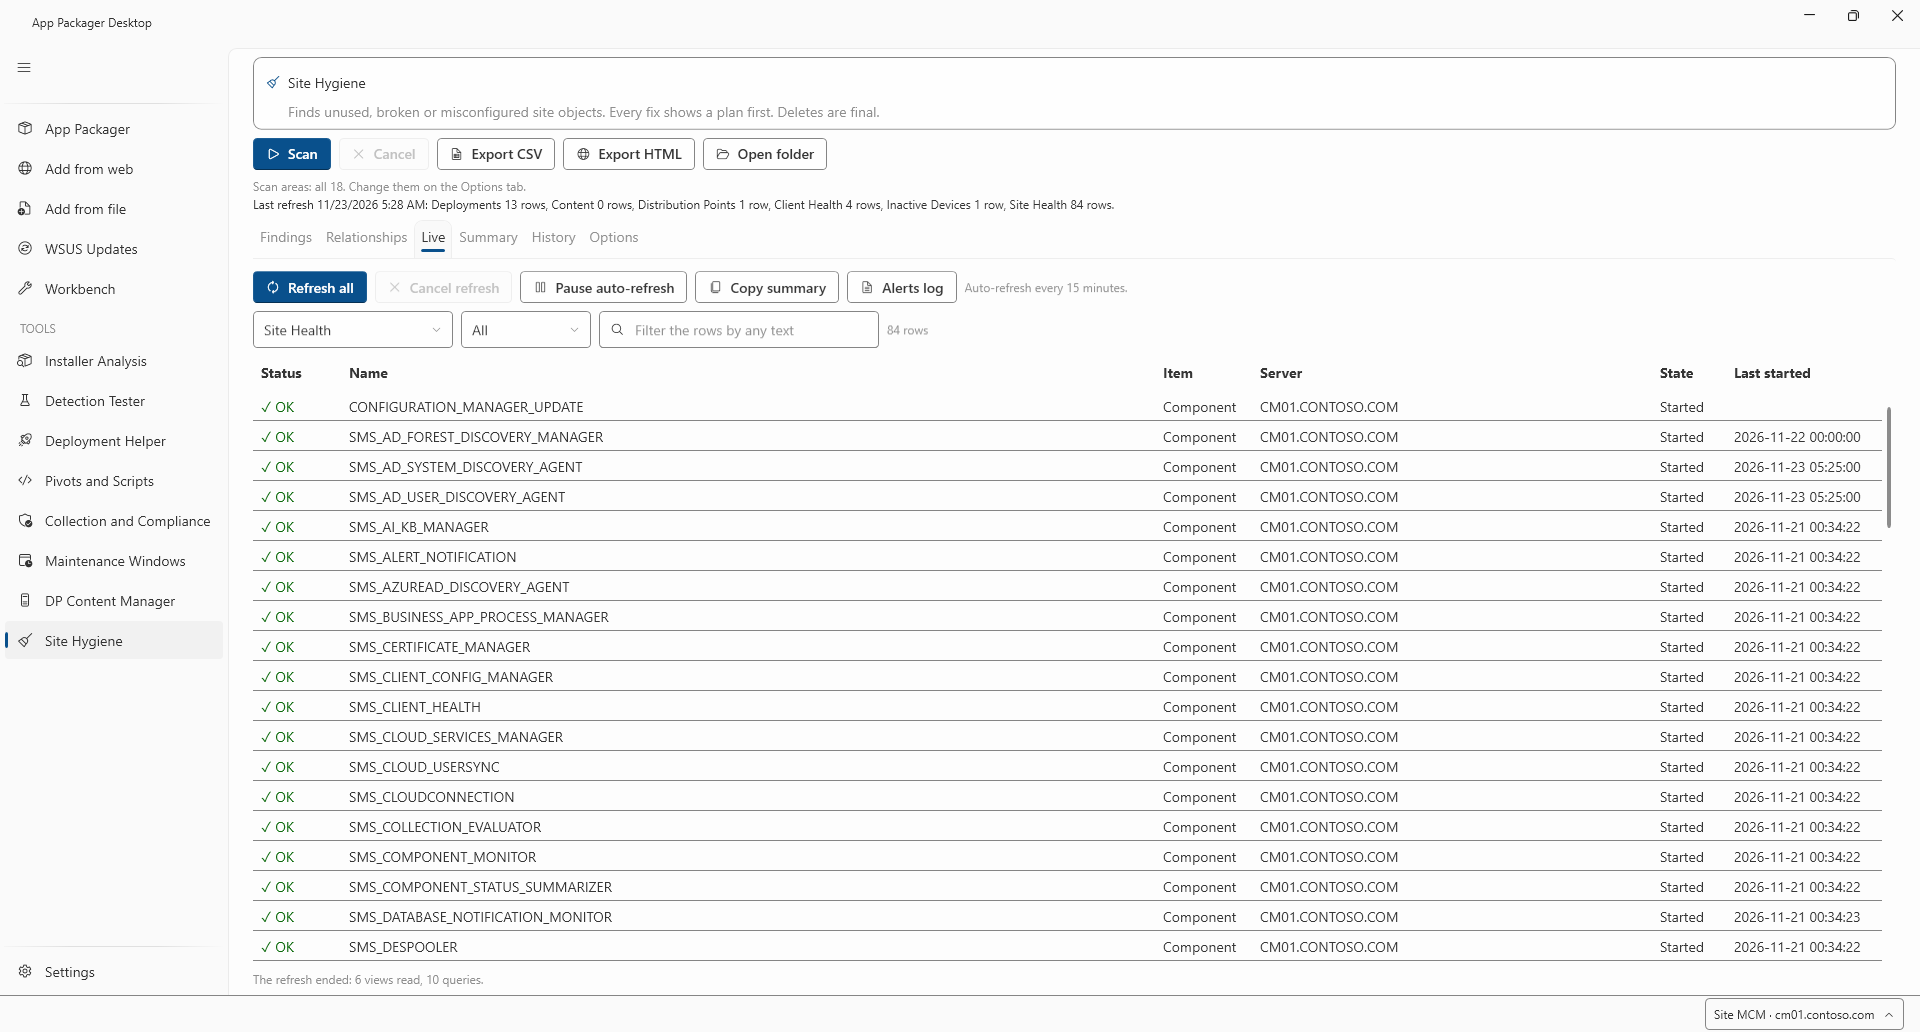 App Packager Desktop
Site Hygiene
Finds unused, broken or misconfigured site objects. Every fix shows a plan first. Deletes are final.
Scan Cancel Export CSV Export HTML Open folder
Scan areas: all 18. Change them on the Options tab.
Last refresh 11/23/2026 5:28 AM: Deployments 13 rows, Content 0 rows, Distribution Points 1 row, Client Health 4 rows, Inactive Devices 1 row, Site Health 84 rows.
Findings Relationships Live Summary History Options
Refresh all Cancel refresh Pause auto-refresh Copy summary Alerts log Auto-refresh every 15 minutes.
Site Health All Filter the rows by any text 84 rows
Status Name Item Server State Last started
OK CONFIGURATION_MANAGER_UPDATE Component CM01.CONTOSO.COM Started
OK SMS_AD_FOREST_DISCOVERY_MANAGER Component CM01.CONTOSO.COM Started 2026-11-22 00:00:00
OK SMS_AD_SYSTEM_DISCOVERY_AGENT Component CM01.CONTOSO.COM Started 2026-11-23 05:25:00
OK SMS_AD_USER_DISCOVERY_AGENT Component CM01.CONTOSO.COM Started 2026-11-23 05:25:00
OK SMS_AI_KB_MANAGER Component CM01.CONTOSO.COM Started 2026-11-21 00:34:22
OK SMS_ALERT_NOTIFICATION Component CM01.CONTOSO.COM Started 2026-11-21 00:34:22
OK SMS_AZUREAD_DISCOVERY_AGENT Component CM01.CONTOSO.COM Started 2026-11-21 00:34:22
OK SMS_BUSINESS_APP_PROCESS_MANAGER Component CM01.CONTOSO.COM Started 2026-11-21 00:34:22
OK SMS_CERTIFICATE_MANAGER Component CM01.CONTOSO.COM Started 2026-11-21 00:34:22
OK SMS_CLIENT_CONFIG_MANAGER Component CM01.CONTOSO.COM Started 2026-11-21 00:34:22
OK SMS_CLIENT_HEALTH Component CM01.CONTOSO.COM Started 2026-11-21 00:34:22
OK SMS_CLOUD_SERVICES_MANAGER Component CM01.CONTOSO.COM Started 2026-11-21 00:34:22
OK SMS_CLOUD_USERSYNC Component CM01.CONTOSO.COM Started 2026-11-21 00:34:22
OK SMS_CLOUDCONNECTION Component CM01.CONTOSO.COM Started 2026-11-21 00:34:22
OK SMS_COLLECTION_EVALUATOR Component CM01.CONTOSO.COM Started 2026-11-21 00:34:22
OK SMS_COMPONENT_MONITOR Component CM01.CONTOSO.COM Started 2026-11-21 00:34:22
OK SMS_COMPONENT_STATUS_SUMMARIZER Component CM01.CONTOSO.COM Started 2026-11-21 00:34:22
OK SMS_DATABASE_NOTIFICATION_MONITOR Component CM01.CONTOSO.COM Started 2026-11-21 00:34:23
OK SMS_DESPOOLER Component CM01.CONTOSO.COM Started 2026-11-21 00:34:22
The refresh ended: 6 views read, 10 queries.
App Packager
Add from web
Add from file
WSUS Updates
Workbench
TOOLS
Installer Analysis
Detection Tester
Deployment Helper
Pivots and Scripts
Collection and Compliance
Maintenance Windows
DP Content Manager
Site Hygiene
Settings
Site MCM · cm01.contoso.com